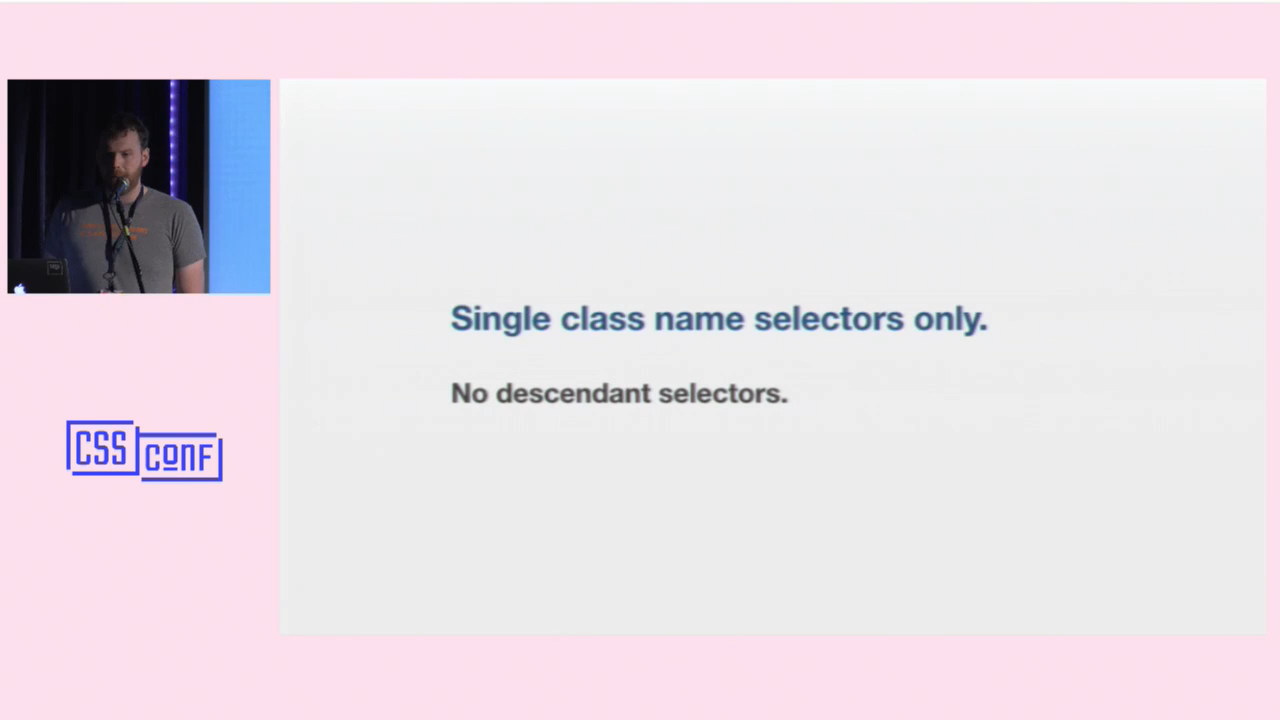 Single class name selectors only.
No descendant selectors.
CSS
CONF